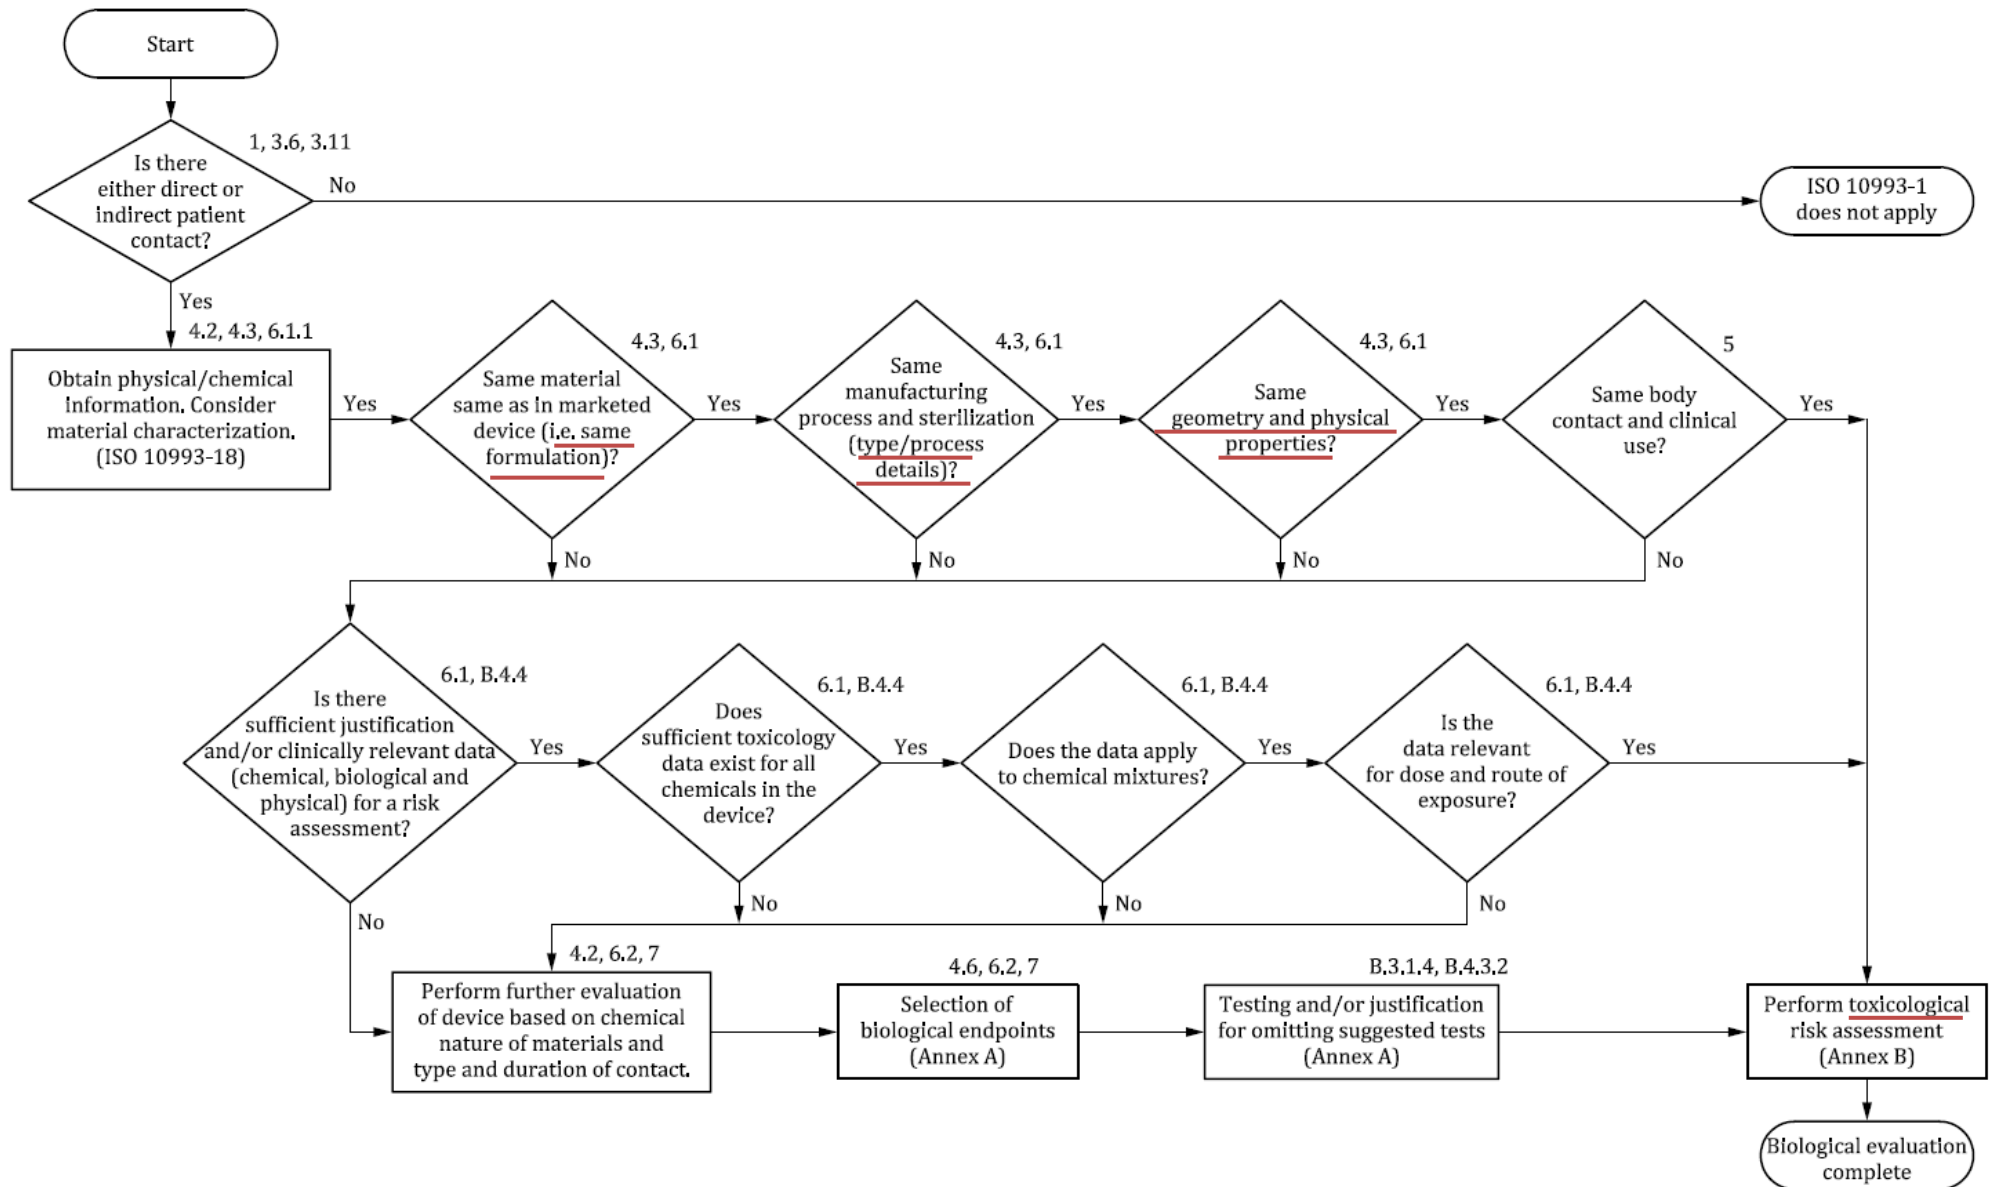 Start
1, 3.6, 3.11
Is there
either direct or
indirect patient
contact?
No
ISO 10993-1
does not apply
Yes
4.2, 4.3, 6.1.1
Obtain physical/chemical
information. Consider
material characterization.
(ISO 10993-18)
Yes
4.3, 6.1
Same material
same as in marketed
device (i.e. same
formulation)?
Yes
No
4.3, 6.1
Same
manufacturing
process and sterilization
(type/process
details)?
Yes
No
4.3, 6.1
Same
geometry and physical
properties?
Yes
No
5
Same body
contact and clinical
use?
Yes
No
6.1, B.4.4
Is there
sufficient justification
and/or clinically relevant data
(chemical, biological and
physical) for a risk
assessment?
Yes
No
6.1, B.4.4
Does
sufficient toxicology
data exist for all
chemicals in the
device?
Yes
No
6.1, B.4.4
Does the data apply
to chemical mixtures?
Yes
No
6.1, B.4.4
Is the
data relevant
for dose and route of
exposure?
Yes
No
4.2, 6.2, 7
Perform further evaluation
of device based on chemical
nature of materials and
type and duration of contact.
4.6, 6.2, 7
Selection of
biological endpoints
(Annex A)
B.3.1.4, B.4.3.2
Testing and/or justification
for omitting suggested tests
(Annex A)
Perform toxicological
risk assessment
(Annex B)
Biological evaluation
complete